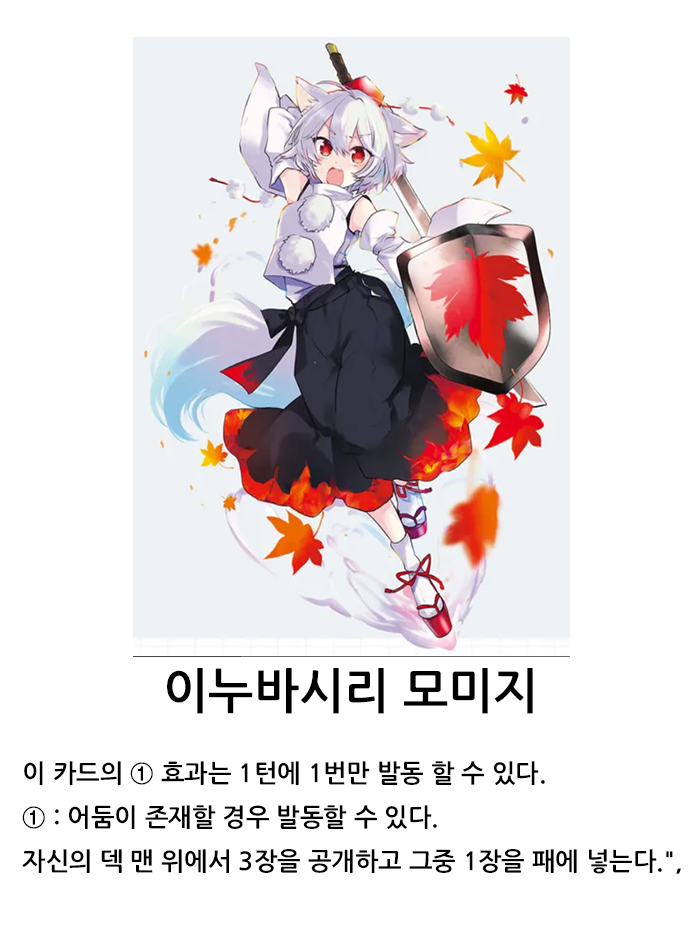 이누바시리 모미지
이 카드의 ① 효과는 1턴에 1번만 발동 할 수 있다.
① : 어둠이 존재할 경우 발동할 수 있다.
자신의 덱 맨 위에서 3장을 공개하고 그중 1장을 패에 넣는다.",